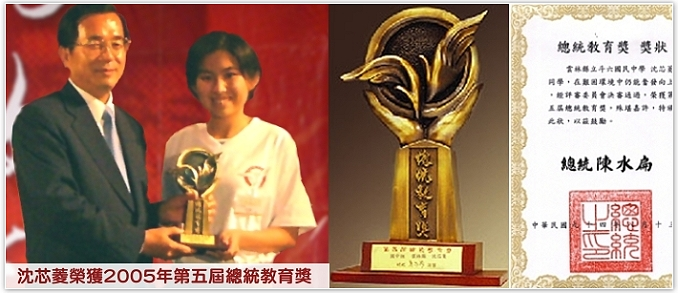 沈芯菱榮獲2005年第五屆總統教育獎
總統教育獎
總統教育獎 獎狀
雲林縣立斗六國民中學 沈芯
同學，在艱困環境中仍能奮發向上
，經評審委員會決審通過，榮獲第
五屆總統教育獎，殊堪嘉許，特頒
此狀，以茲鼓勵。
總統 陳水扁
中華民國九十四